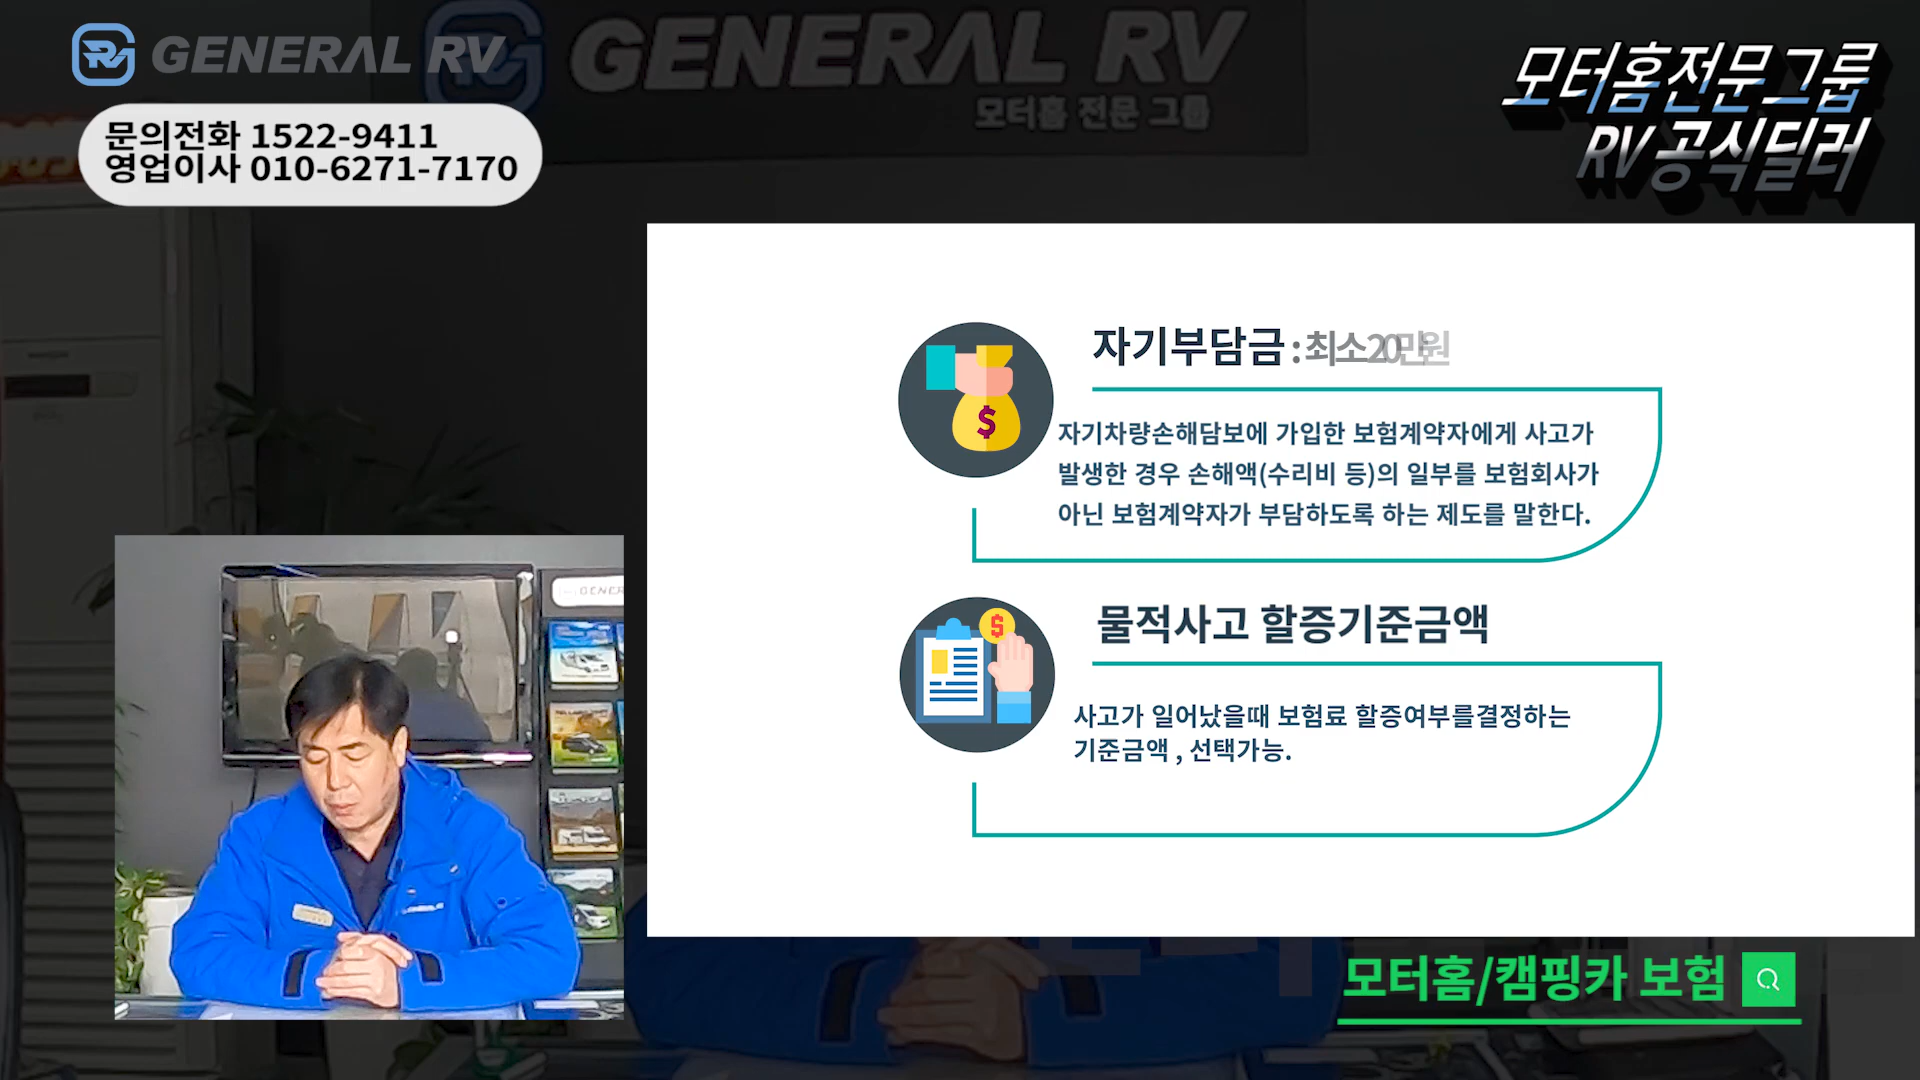 GENERAL RV
GENERAL RV
모터홈 전문 그룹
문의전화 1522-9411
영업이사 010-6271-7170
모터홈전문그룹
RV 공식딜러
자기부담금 : 최소20만원
자기차량손해담보에 가입한 보험계약자에게 사고가
발생한 경우 손해액(수리비 등)의 일부를 보험회사가
아닌 보험계약자가 부담하도록 하는 제도를 말한다.
물적사고 할증기준금액
사고가 일어났을때 보험료 할증여부를결정하는
기준금액 , 선택가능.
모터홈/캠핑카 보험